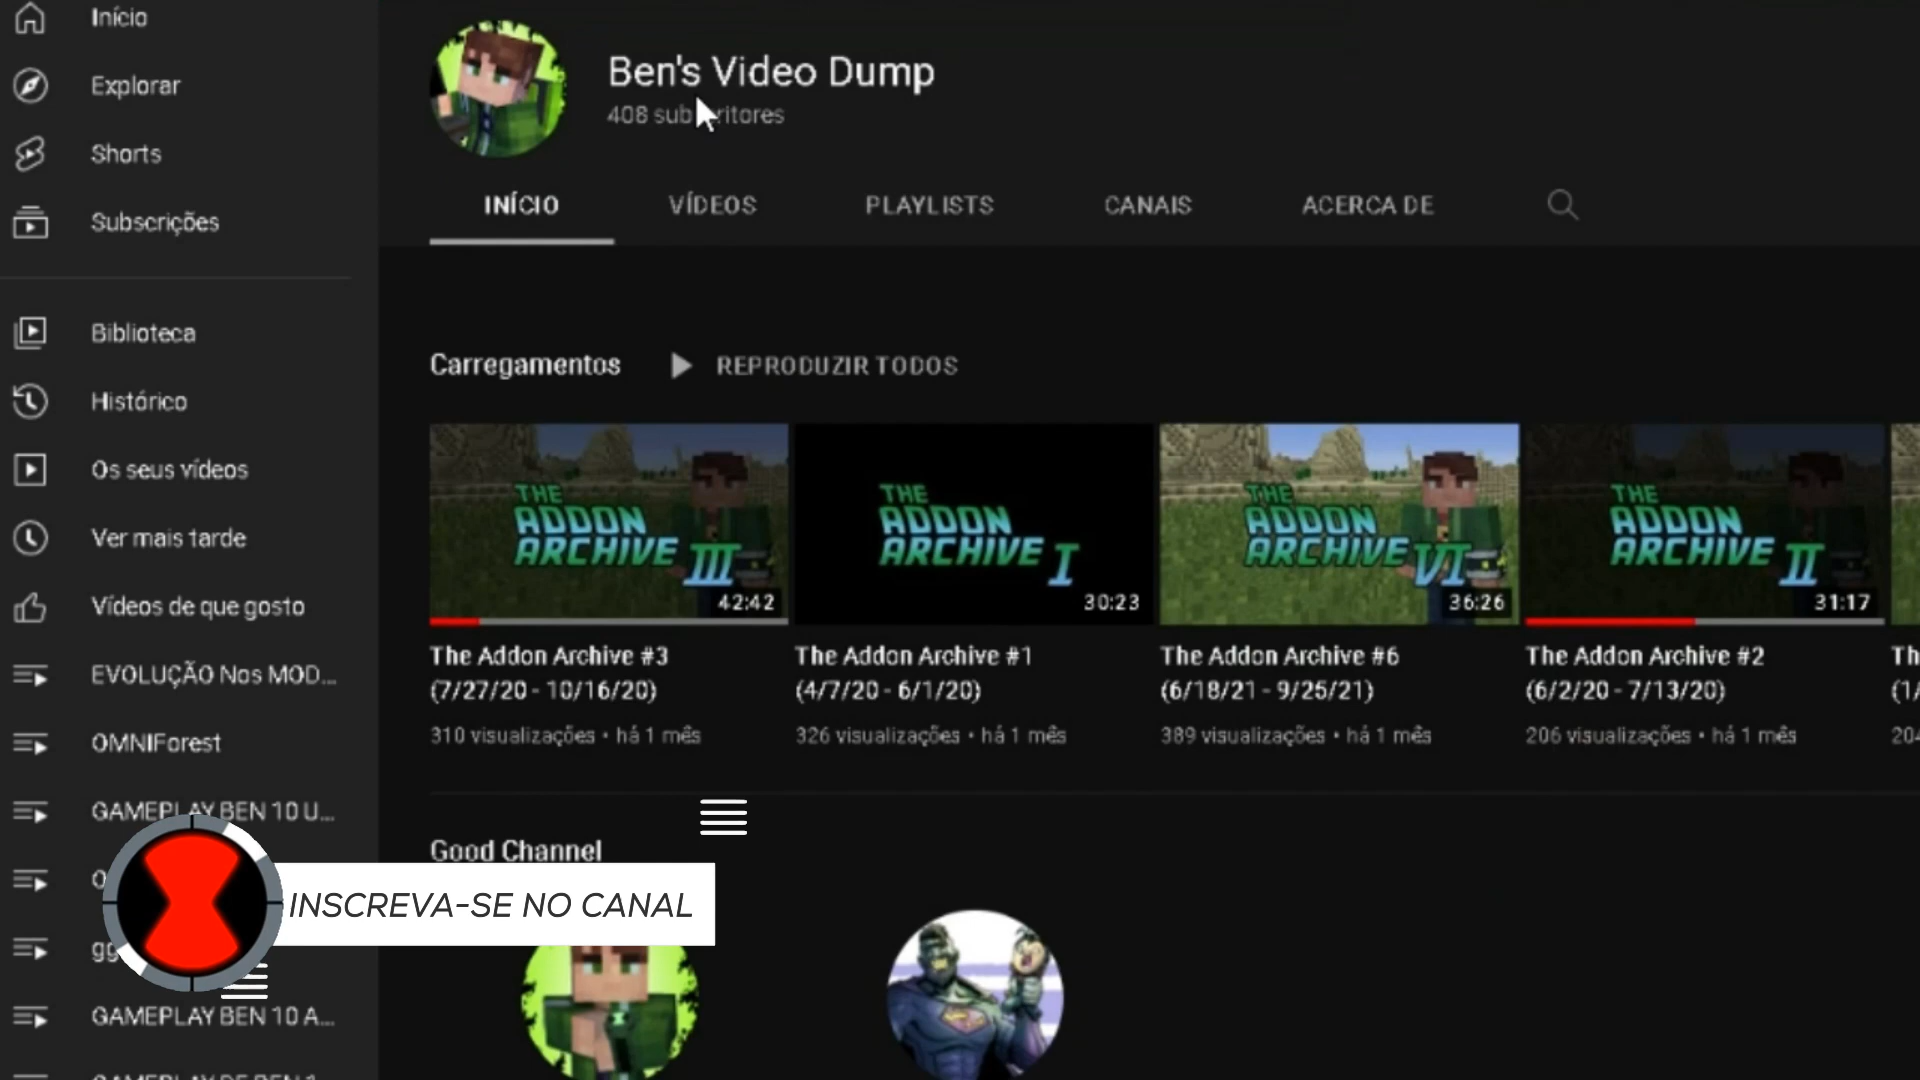 Início
Explorar
Shorts
Subscrições
Biblioteca
Histórico
Os seus vídeos
Ver mais tarde
Vídeos de que gosto
EVOLUÇÃO Nas MOD...
OMNIForest
GAMEPLAY BEN 10 U...
GAMEPLAY BEN 10 A...
Ben's Video Dump
408 subscritores
INÍCIO
VÍDEOS
PLAYLISTS
CANAIS
ACERCA DE
Carregamentos
REPRODUZIR TODOS
THE
ADDON
ARCHIVE III
42:42
The Addon Archive #3
(7/27/20 - 10/16/20)
310 visualizações • há 1 mês
THE
ADDON
ARCHIVE I
30:23
The Addon Archive #1
(4/7/20 - 6/1/20)
326 visualizações • há 1 mês
THE
ADDON
ARCHIVE VI
36:26
The Addon Archive #6
(6/18/21 - 9/25/21)
389 visualizações • há 1 mês
THE
ADDON
ARCHIVE II
31:17
The Addon Archive #2
(6/2/20 - 7/13/20)
206 visualizações • há 1 mês
Good Channel
INSCREVA-SE NO CANAL